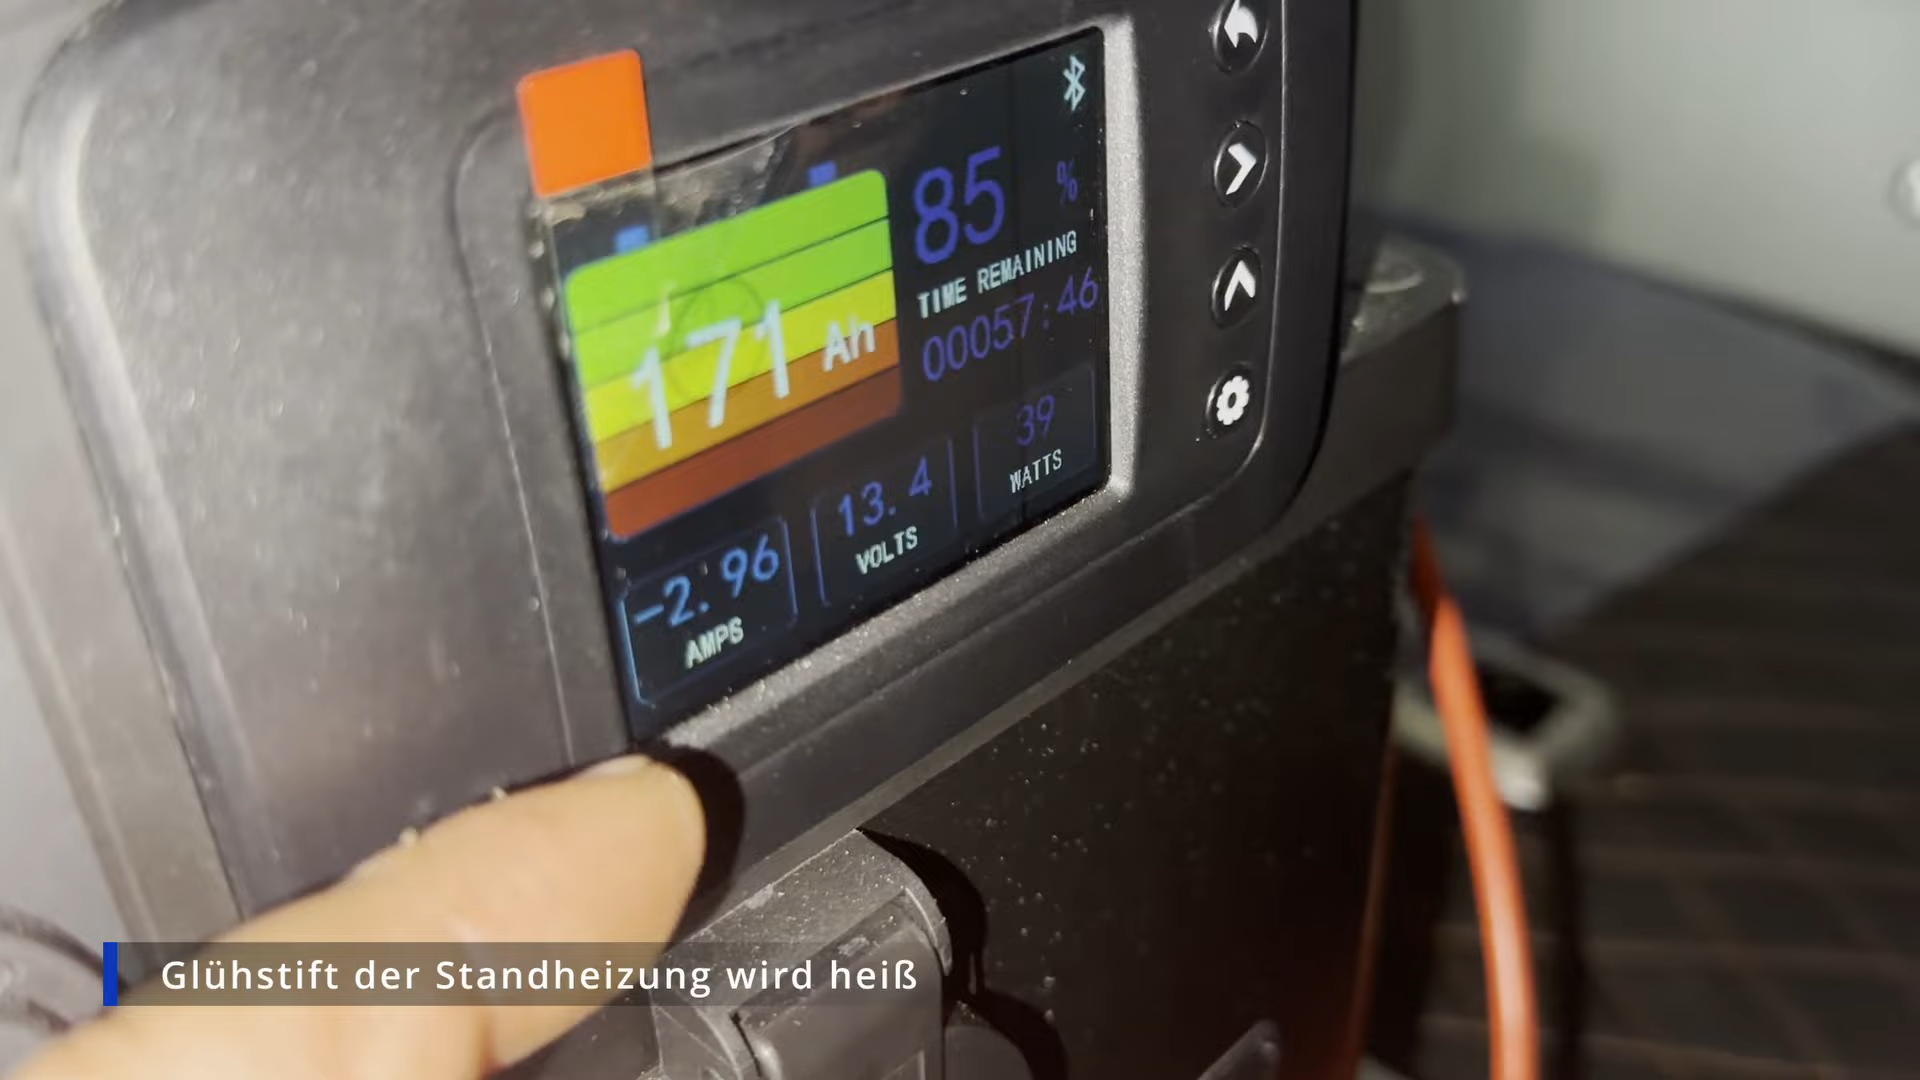 85 %
TIME REMAINING
00057:46
171 Ah
-2.96
AMPS
13.4
VOLTS
39
WATTS
Glühstift der Standheizung wird heiß